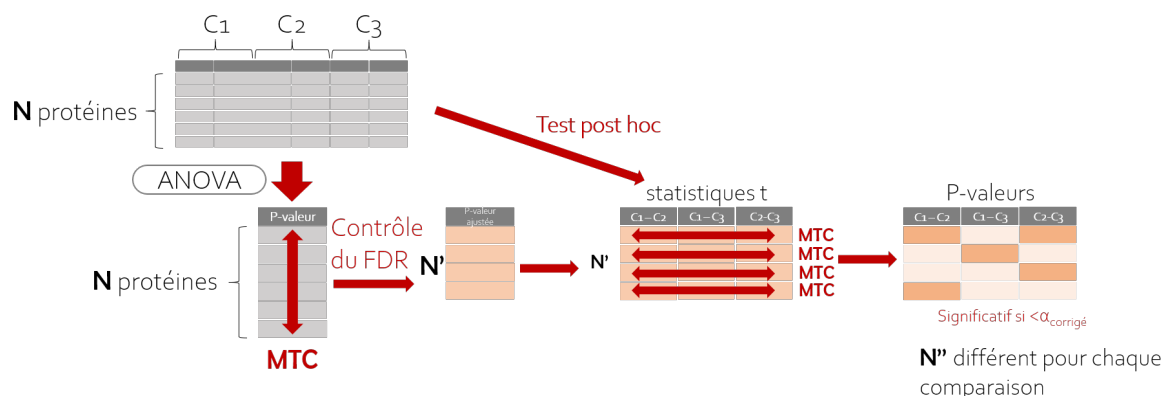 C1 C2 C3
N protéines
Test post hoc
ANOVA
statistiques t
P-valeurs
P-valeur
Contrôle
du FDR
P-valeur
ajustée
C1–C2 C1–C3 C2-C3
C1–C2 C1–C3 C2-C3
N protéines
N'
N'
MTC
MTC
MTC
MTC
MTC
Significatif si <αcorrigé
N'' différent pour chaque
comparaison